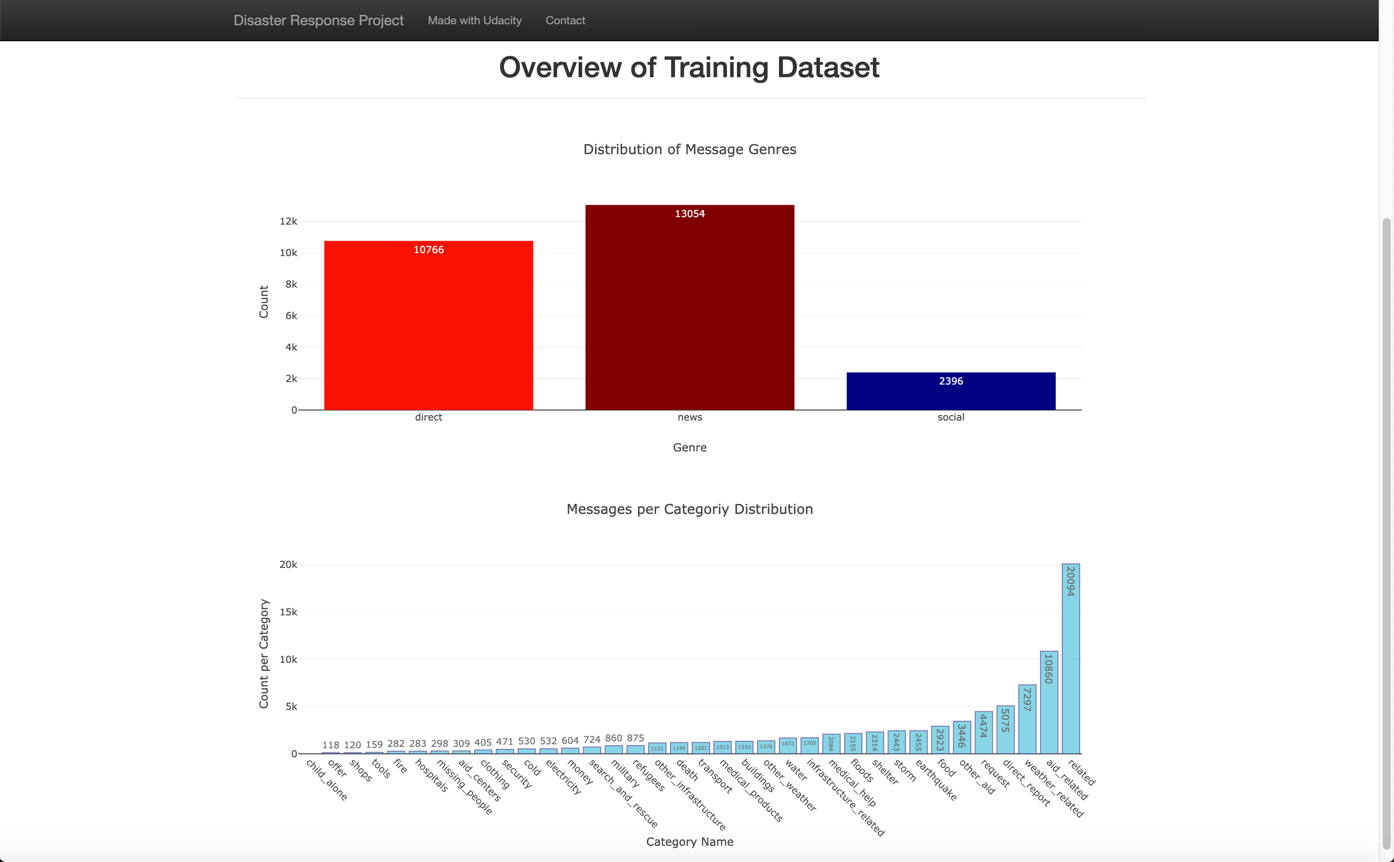 Disaster Response Project Made with Udacity Contact
Overview of Training Dataset
Distribution of Message Genres
12k
10k
8k
6k
4k
2k
0
Count
10766
13054
2396
direct news social
Genre
Messages per Categoriy Distribution
20k
15k
10k
5k
0
Count per Category
118 120 159 282 283 298 309 405 471 530 532 604 724 860 875 1151 1194 1201 1313 1333 1376 1672 1705 2084 2155 2314 2443 2455 2923 3446 4474 5075 7297 10860 20094
child_alone offer shops tools fire hospitals missing_people aid_centers clothing security cold electricity money search_and_rescue military refugees other_infrastructure death transport medical_products buildings other_weather water infrastructure_related medical_help floods shelter storm earthquake food other_aid request direct_report weather_related aid_related related
Category Name